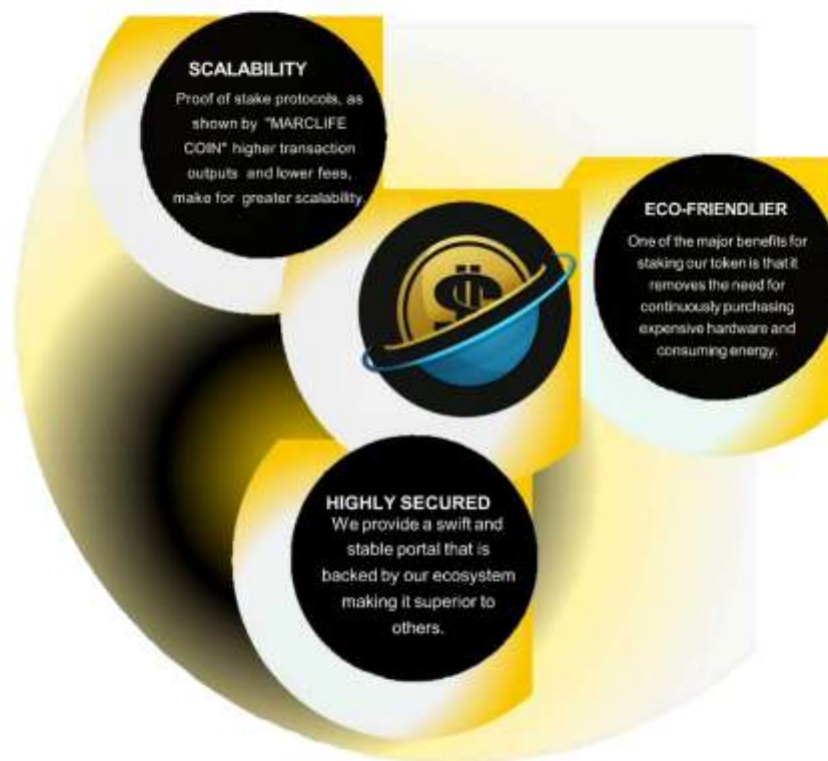 SCALABILITY
Proof of stake protocols, as
shown by "MARCLIFE
COIN" higher transaction
outputs and lower fees,
make for greater scalability.
ECO-FRIENDLIER
One of the major benefits for
staking our token is that it
removes the need for
continuously purchasing
expensive hardware and
consuming energy.
HIGHLY SECURED
We provide a swift and
stable portal that is
backed by our ecosystem
making it superior to
others.